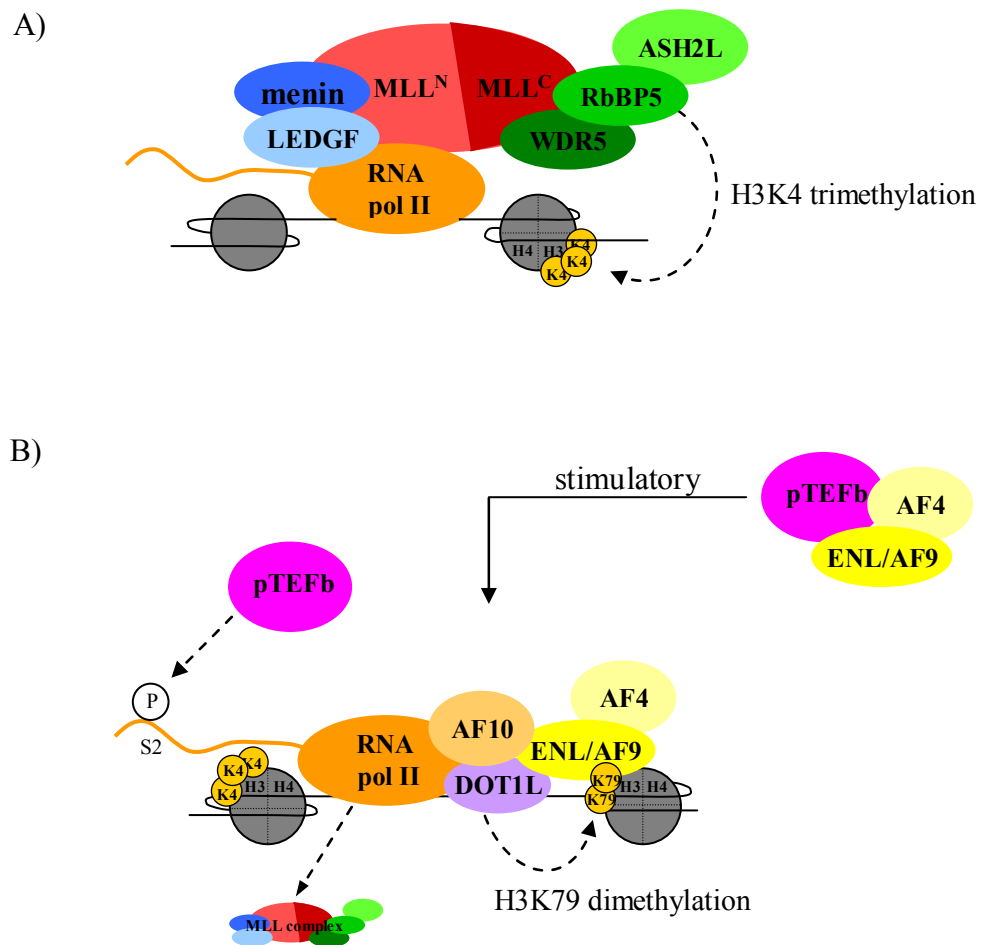 A)
ASH2L
menin
MLL^N
MLL^C
RbBP5
LEDGF
WDR5
RNA
pol II
H3K4 trimethylation
H4 H3 K4
K4
K4
B)
stimulatory
pTEFb
AF4
ENL/AF9
pTEFb
P
S2
AF4
AF10
RNA
pol II
ENL/AF9
DOT1L
K4
K4
K4
H3 H4
K79
K79
H3 H4
H3K79 dimethylation
MLL complex